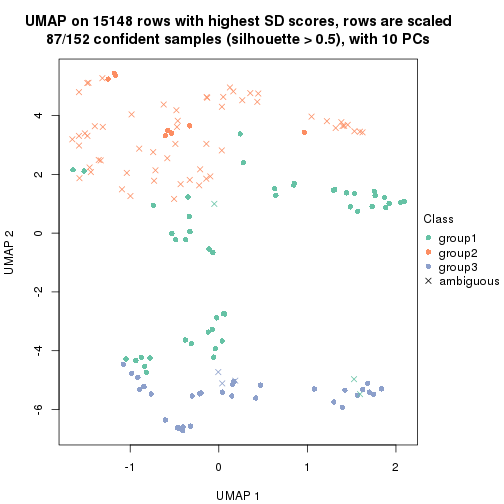 UMAP on 15148 rows with highest SD scores, rows are scaled
87/152 confident samples (silhouette > 0.5), with 10 PCs
4
2
0
-2
-4
-6
UMAP 2
-1
0
1
2
UMAP 1
Class
group1
group2
group3
ambiguous